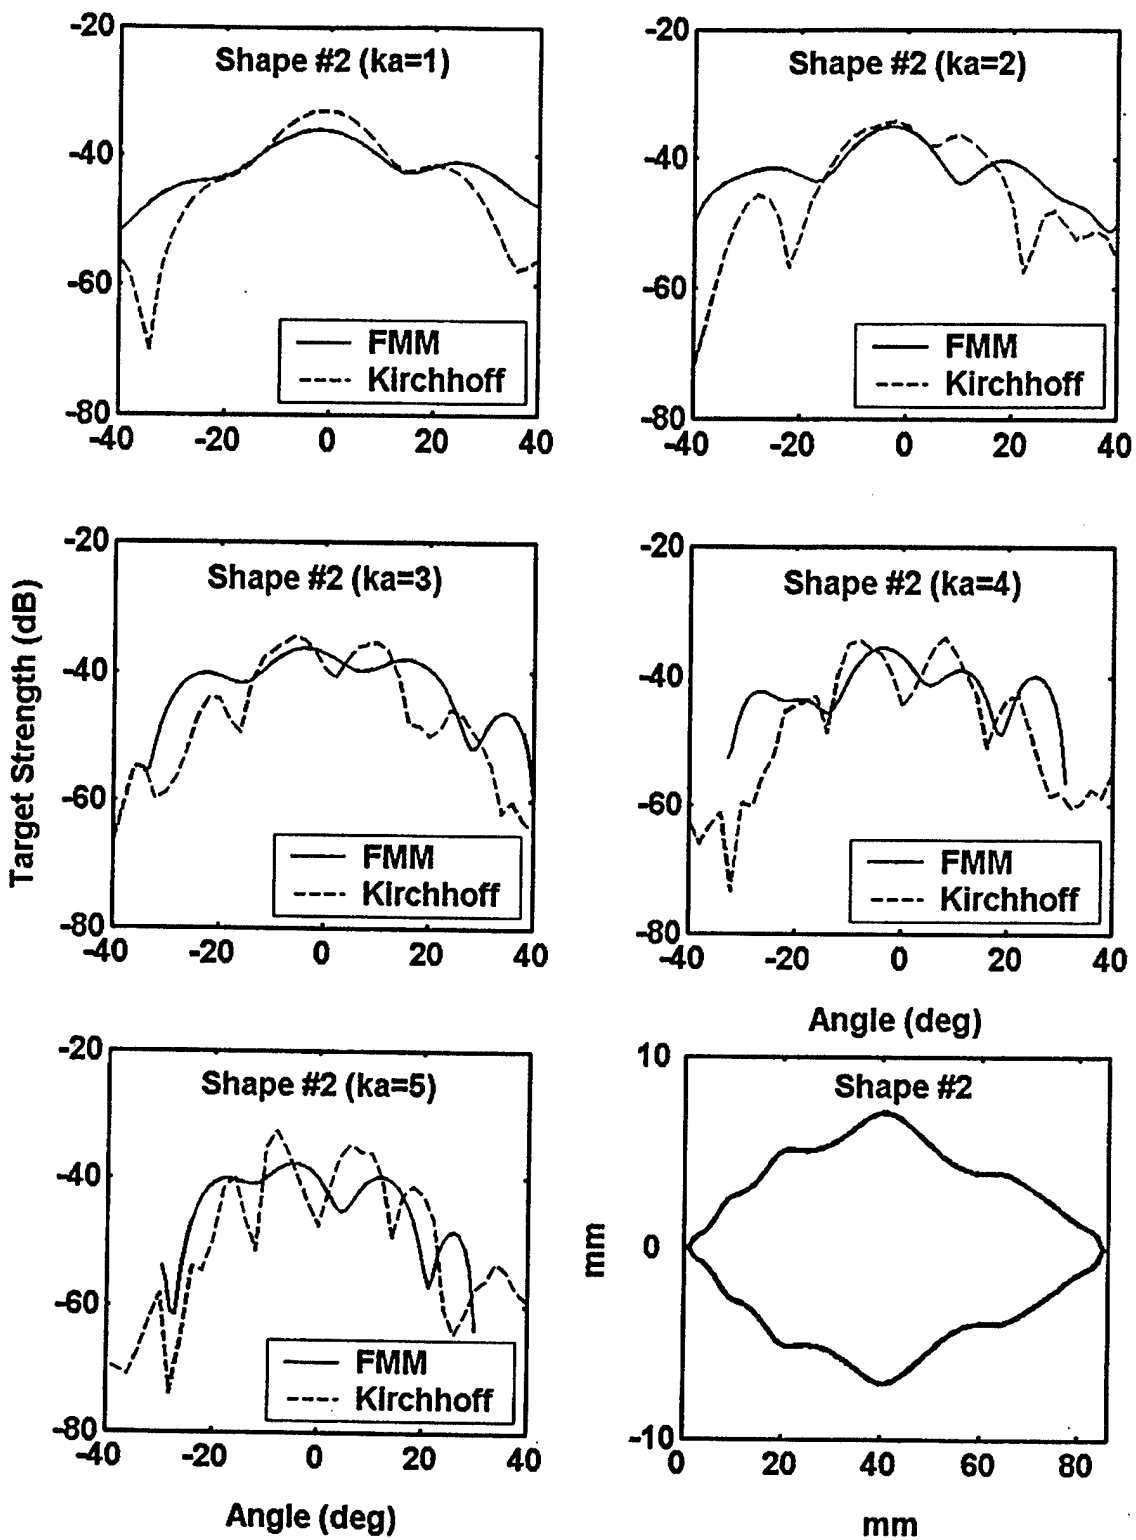 Shape #2 (ka=1)
-20
-40
-60
-80
-40 -20 0 20 40
FMM
Kirchhoff
Shape #2 (ka=2)
-20
-40
-60
-80
-40 -20 0 20 40
FMM
Kirchhoff
Target Strength (dB)
Shape #2 (ka=3)
-20
-40
-60
-80
-40 -20 0 20 40
FMM
Kirchhoff
Shape #2 (ka=4)
-20
-40
-60
-80
-40 -20 0 20 40
FMM
Kirchhoff
Angle (deg)
Shape #2 (ka=5)
-20
-40
-60
-80
-40 -20 0 20 40
FMM
Kirchhoff
Angle (deg)
Shape #2
10
0
-10
mm
0 20 40 60 80
mm